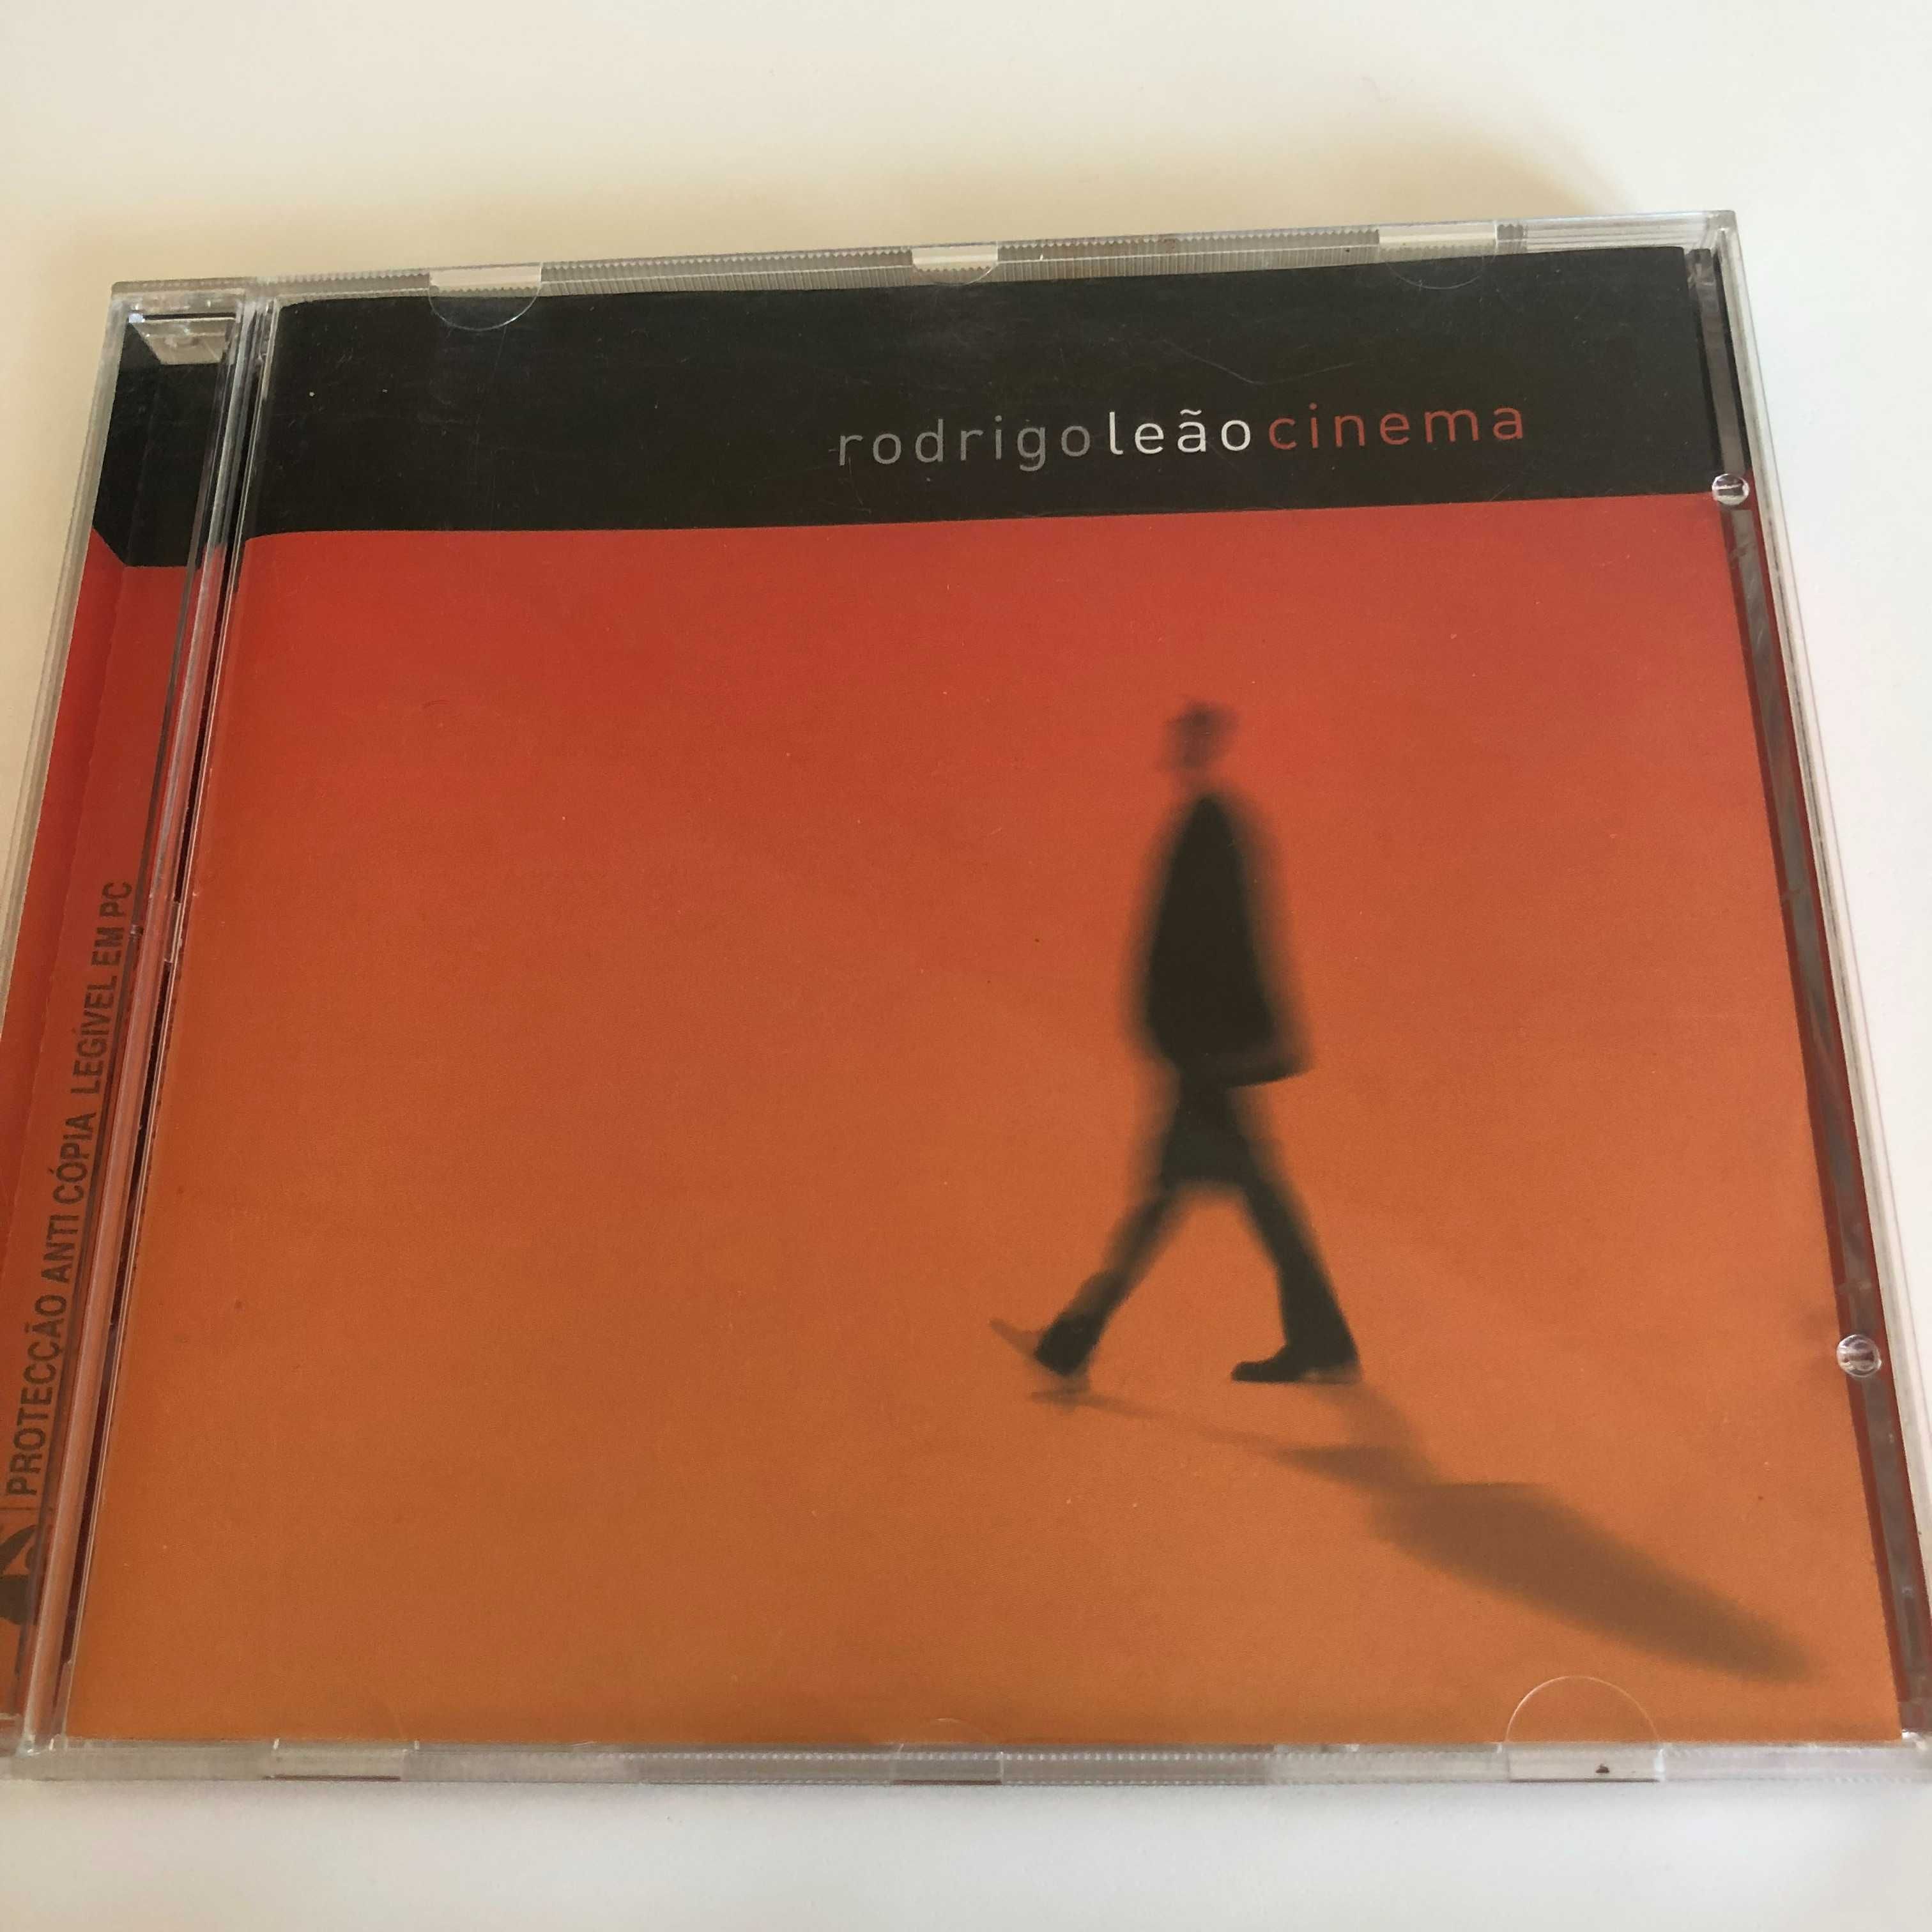 rodrigoleãocinema
PROTECÇÃO ANTI CÓPIA LEGÍVEL EM PC